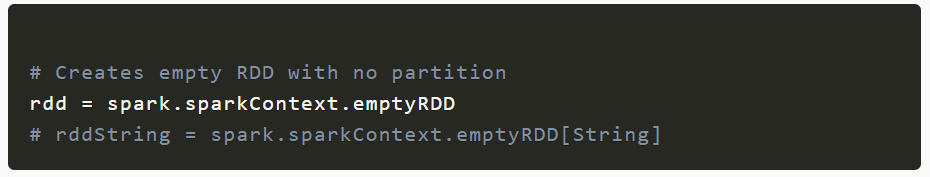 # Creates empty RDD with no partition
rdd = spark.sparkContext.emptyRDD
# rddString = spark.sparkContext.emptyRDD[String]